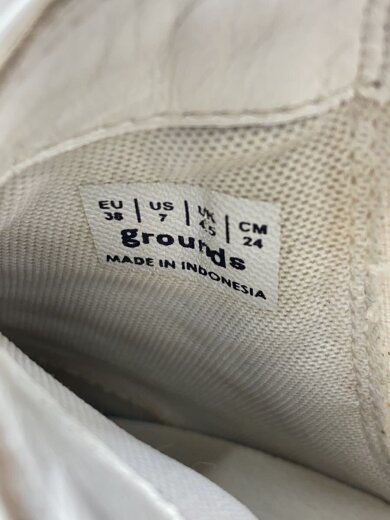 EU | US | UK | CM
38 | 7 | 4.5 | 24
grounds
MADE IN INDONESIA